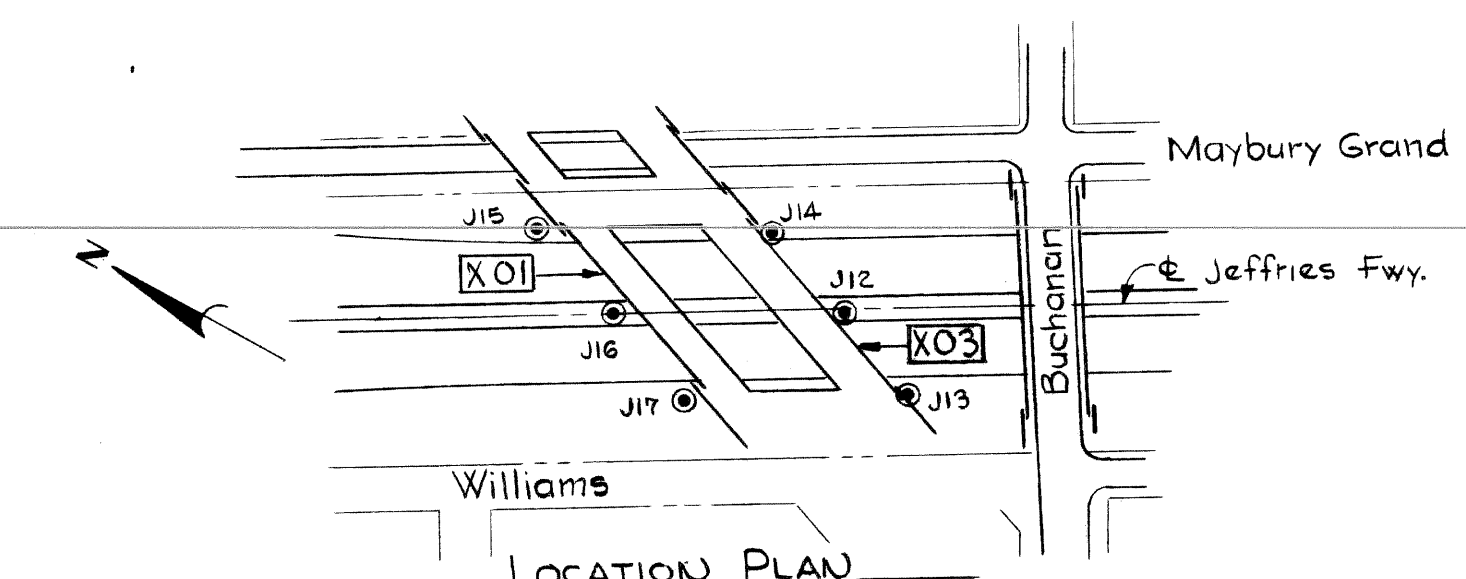 Maybury Grand
J15
J14
N
X01
J12
℄ Jeffries Fwy.
Buchanan
J16
X03
J17
J13
Williams
LOCATION PLAN